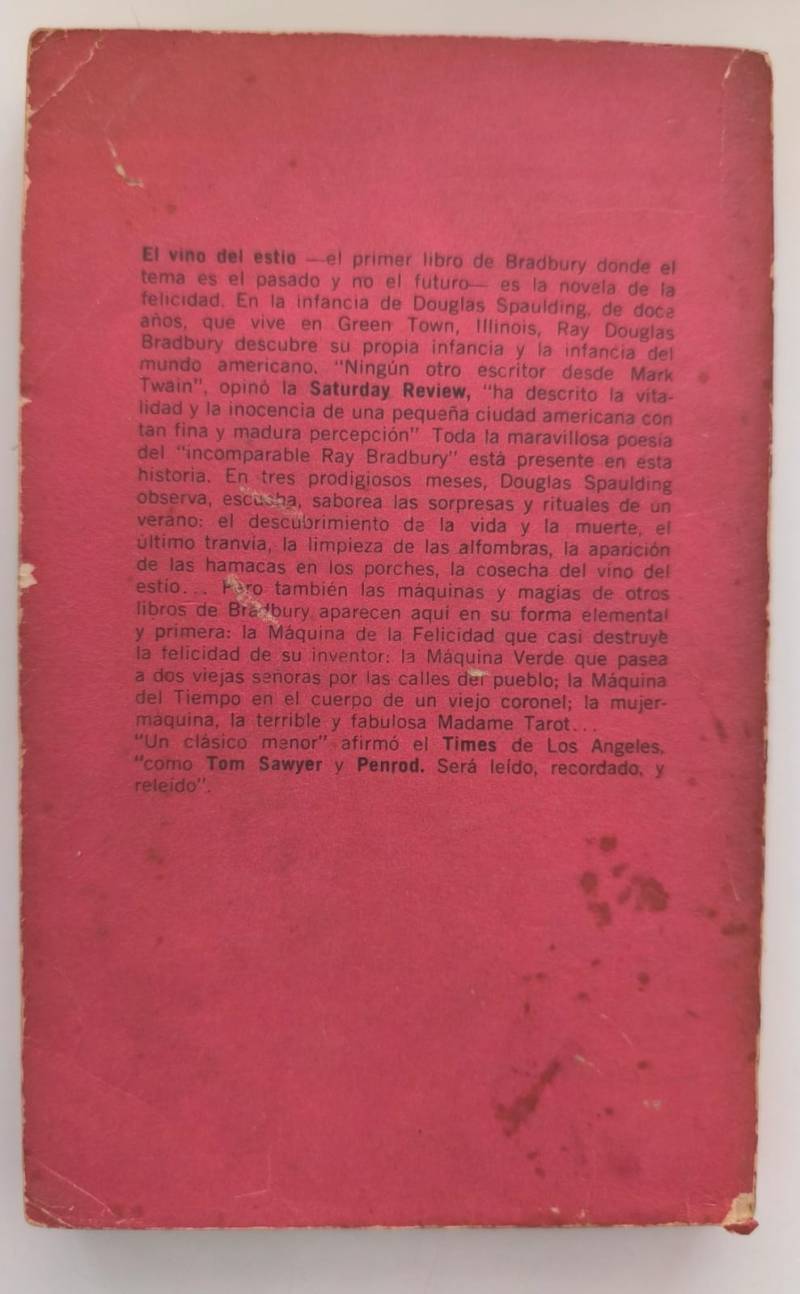 El vino del estío —el primer libro de Bradbury donde el
tema es el pasado y no el futuro— es la novela de la
felicidad. En la infancia de Douglas Spaulding, de doce
años, que vive en Green Town, Illinois, Ray Douglas
Bradbury descubre su propia infancia y la infancia del
mundo americano. "Ningún otro escritor desde Mark
Twain", opinó la Saturday Review, "ha descrito la vita-
lidad y la inocencia de una pequeña ciudad americana con
tan fina y madura percepción" Toda la maravillosa poesía
del "incomparable Ray Bradbury" está presente en esta
historia. En tres prodigiosos meses, Douglas Spaulding
observa, escucha, saborea las sorpresas y rituales de un
verano: el descubrimiento de la vida y la muerte, el
último tranvía, la limpieza de las alfombras, la aparición
de las hamacas en los porches, la cosecha del vino del
estío... Pero también las máquinas y magias de otros
libros de Bradbury aparecen aquí en su forma elemental
y primera: la Máquina de la Felicidad que casi destruye
la felicidad de su inventor: la Máquina Verde que pasea
a dos viejas señoras por las calles del pueblo; la Máquina
del Tiempo en el cuerpo de un viejo coronel; la mujer-
máquina, la terrible y fabulosa Madame Tarot...
"Un clásico menor" afirmó el Times de Los Angeles,
"como Tom Sawyer y Penrod. Será leído, recordado, y
releído".